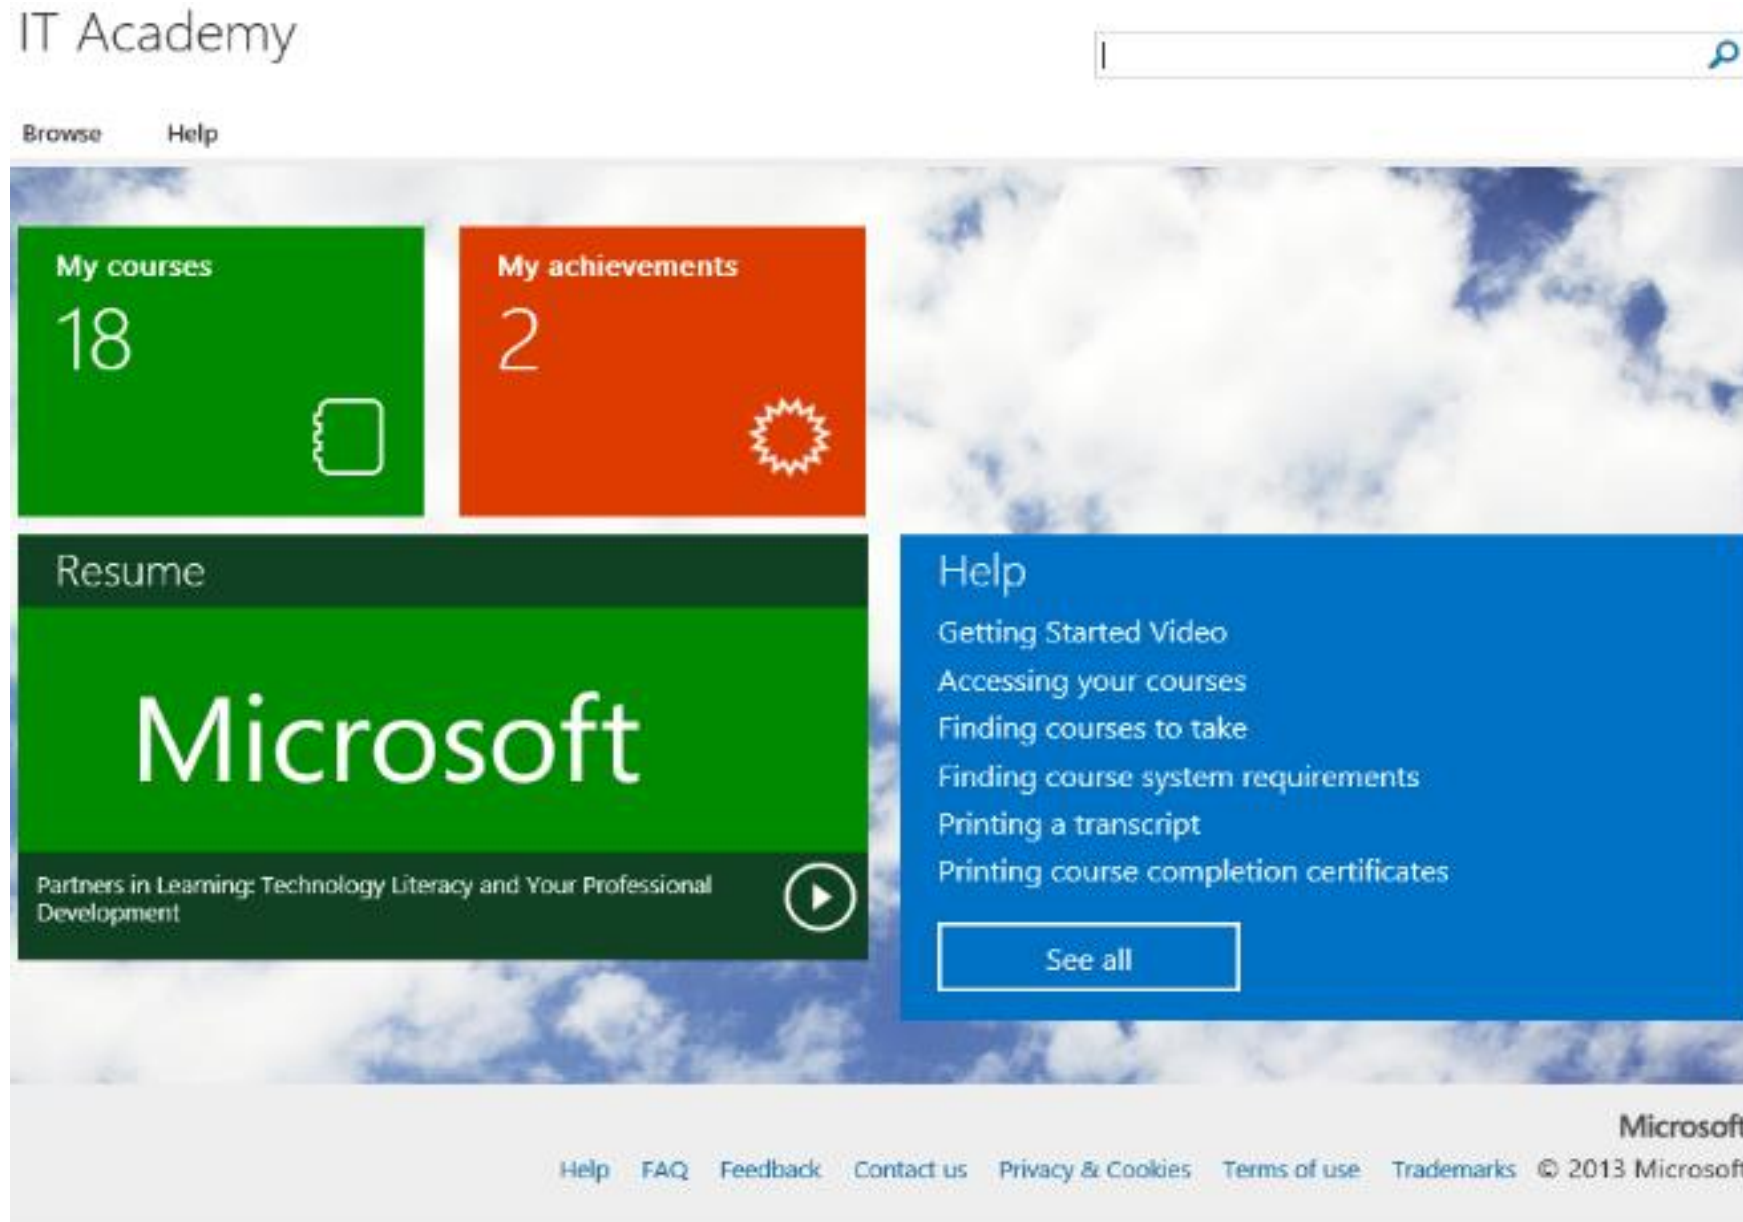 IT Academy
Browse Help
My courses
18
My achievements
2
Resume
Microsoft
Partners in Learning: Technology Literacy and Your Professional
Development
Help
Getting Started Video
Accessing your courses
Finding courses to take
Finding course system requirements
Printing a transcript
Printing course completion certificates
See all
Microsoft
Help FAQ Feedback Contact us Privacy & Cookies Terms of use Trademarks © 2013 Microsoft